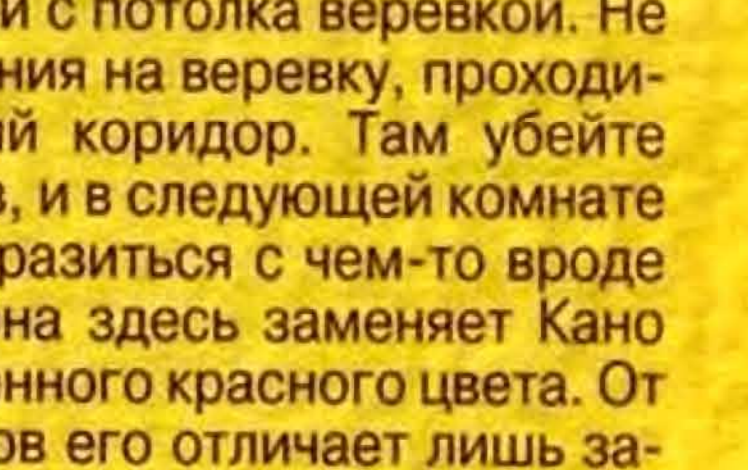 и с потолка веревкой. Не
ния на веревку, проходи-
й коридор. Там убейте
в, и в следующей комнате
разиться с чем-то вроде
на здесь заменяет Кано
нного красного цвета. От
ов его отличает лишь за-